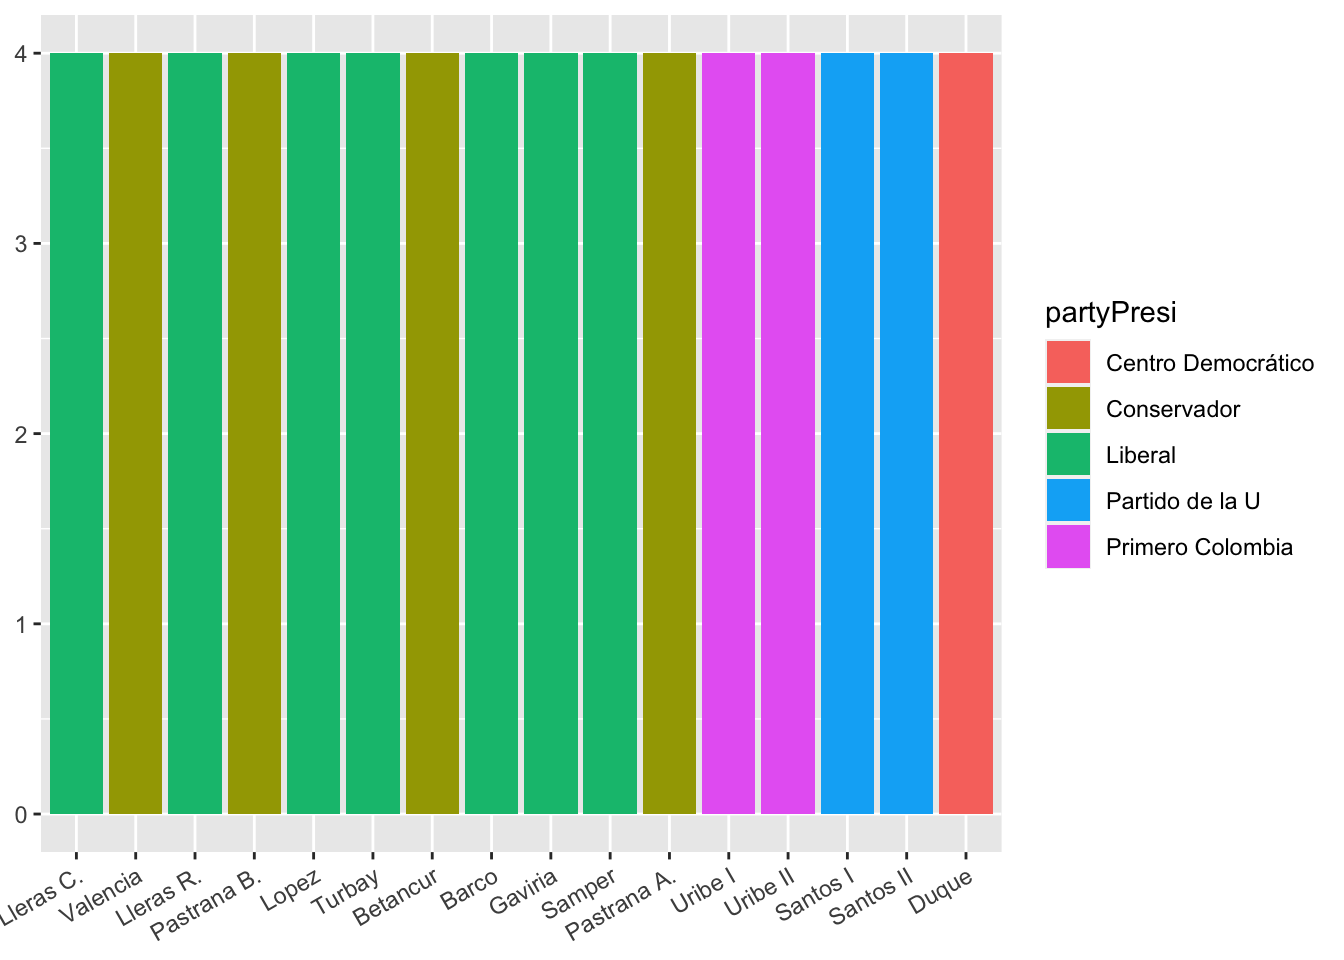 4
3
2
1
0
Lleras C.
Valencia
Lleras R.
Pastrana B.
Lopez
Turbay
Betancur
Barco
Gaviria
Samper
Pastrana A.
Uribe I
Uribe II
Santos I
Santos II
Duque
partyPresi
Centro Democrático
Conservador
Liberal
Partido de la U
Primero Colombia